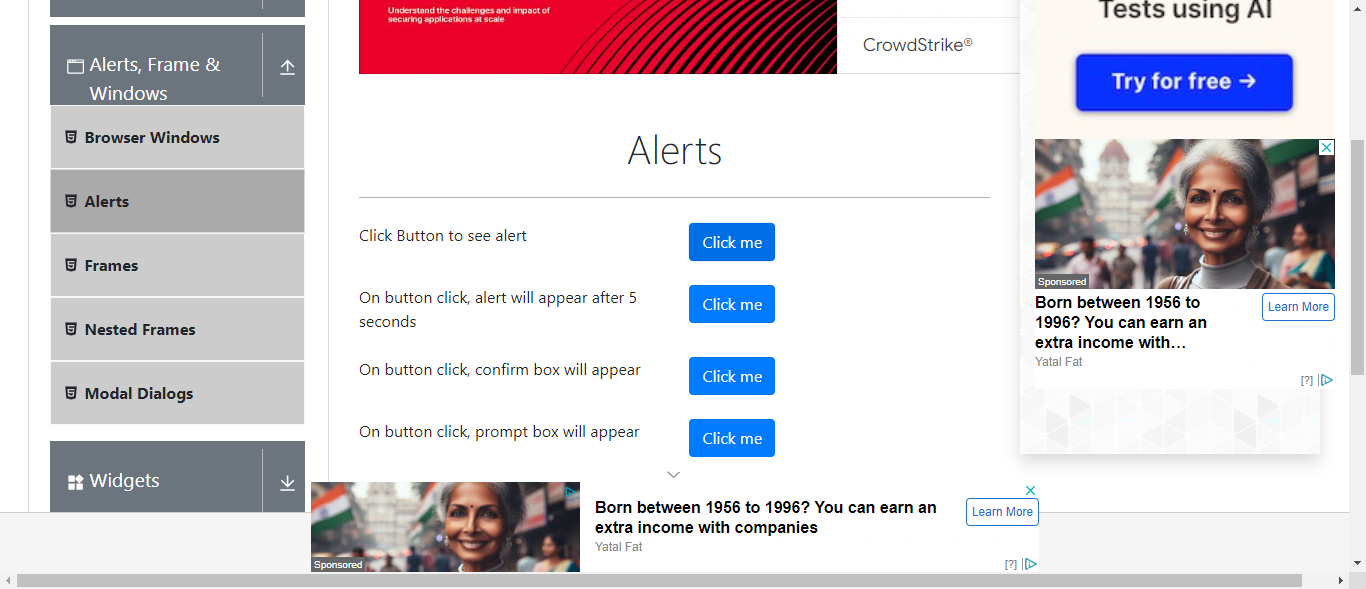 Understand the challenges and impact of
securing applications at scale
CrowdStrike®
Tests using AI
Try for free →
Alerts, Frame &
Windows
Browser Windows
Alerts
Frames
Nested Frames
Modal Dialogs
Widgets
Alerts
Click Button to see alert
Click me
On button click, alert will appear after 5
seconds
Click me
On button click, confirm box will appear
Click me
On button click, prompt box will appear
Click me
Sponsored
Born between 1956 to
1996? You can earn an
extra income with…
Learn More
Yatal Fat
[?]
Sponsored
Born between 1956 to 1996? You can earn an
extra income with companies
Yatal Fat
Learn More
[?]